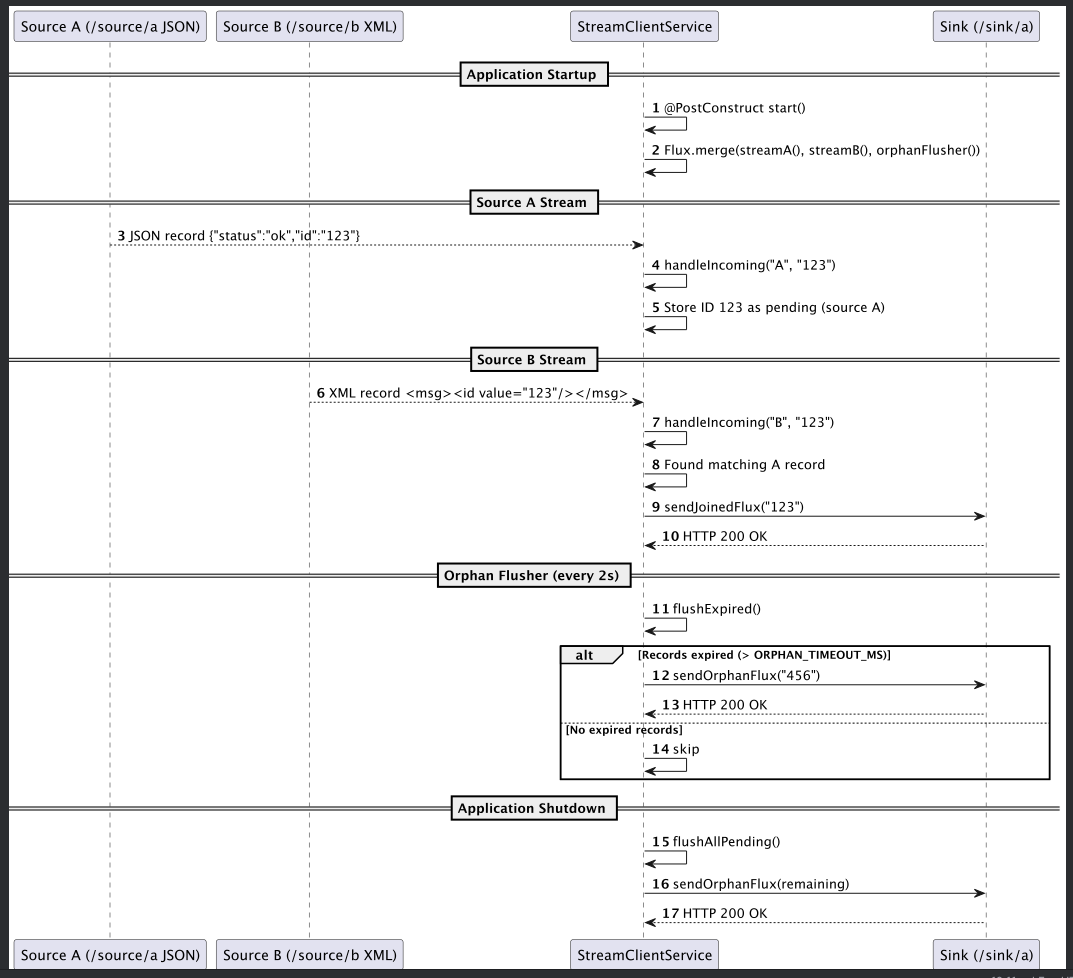 Source A (/source/a JSON)
Source B (/source/b XML)
StreamClientService
Sink (/sink/a)
Application Startup
1 @PostConstruct start()
2 Flux.merge(streamA(), streamB(), orphanFlusher())
Source A Stream
3 JSON record {"status":"ok","id":"123"}
4 handleIncoming("A", "123")
5 Store ID 123 as pending (source A)
Source B Stream
6 XML record <msg><id value="123"/></msg>
7 handleIncoming("B", "123")
8 Found matching A record
9 sendJoinedFlux("123")
10 HTTP 200 OK
Orphan Flusher (every 2s)
11 flushExpired()
alt
[Records expired (> ORPHAN_TIMEOUT_MS)]
12 sendOrphanFlux("456")
13 HTTP 200 OK
[No expired records]
14 skip
Application Shutdown
15 flushAllPending()
16 sendOrphanFlux(remaining)
17 HTTP 200 OK
Source A (/source/a JSON)
Source B (/source/b XML)
StreamClientService
Sink (/sink/a)